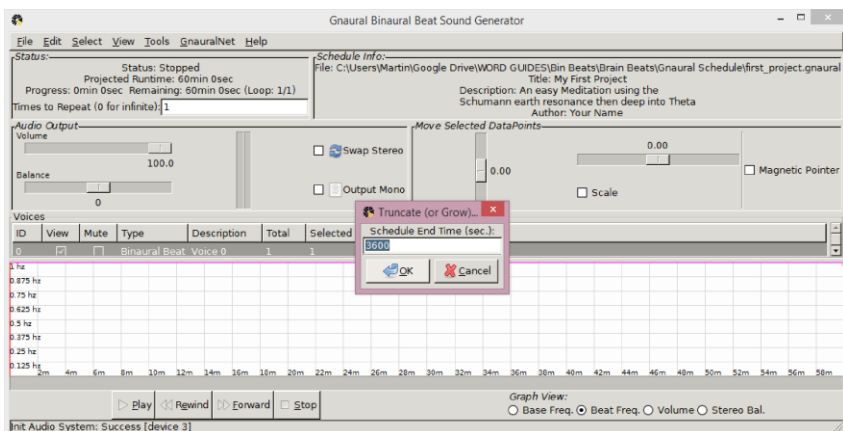 Gnaural Binaural Beat Sound Generator
File Edit Select View Tools GnauralNet Help
Status:
Status: Stopped
Projected Runtime: 60min 0sec
Progress: 0min 0sec Remaining: 60min 0sec (Loop: 1/1)
Times to Repeat (0 for infinite): 1
Schedule Info:
File: C:\Users\Martin\Google Drive\WORD GUIDES\Bin Beats\Brain Beats\Gnaural Schedule\first_project.gnaural
Title: My First Project
Description: An easy Meditation using the
Schumann earth resonance then deep into Theta
Author: Your Name
Audio Output
Volume
100.0
Balance
0
Swap Stereo
Output Mono
Move Selected DataPoints
0.00
0.00
Scale
Magnetic Pointer
Voices
ID View Mute Type Description Total Selected
0 Binaural Beat Voice 0 1 1
Truncate (or Grow)...
Schedule End Time (sec.):
3600
OK Cancel
1 hz
0.875 hz
0.75 hz
0.625 hz
0.5 hz
0.375 hz
0.25 hz
0.125 hz
2m 4m 6m 8m 10m 12m 14m 16m 18m 20m 22m 24m 26m 28m 30m 32m 34m 36m 38m 40m 42m 44m 46m 48m 50m 52m 54m 56m 58m
Play Rewind Forward Stop
Graph View:
Base Freq. Beat Freq. Volume Stereo Bal.
Init Audio System: Success [device 3]